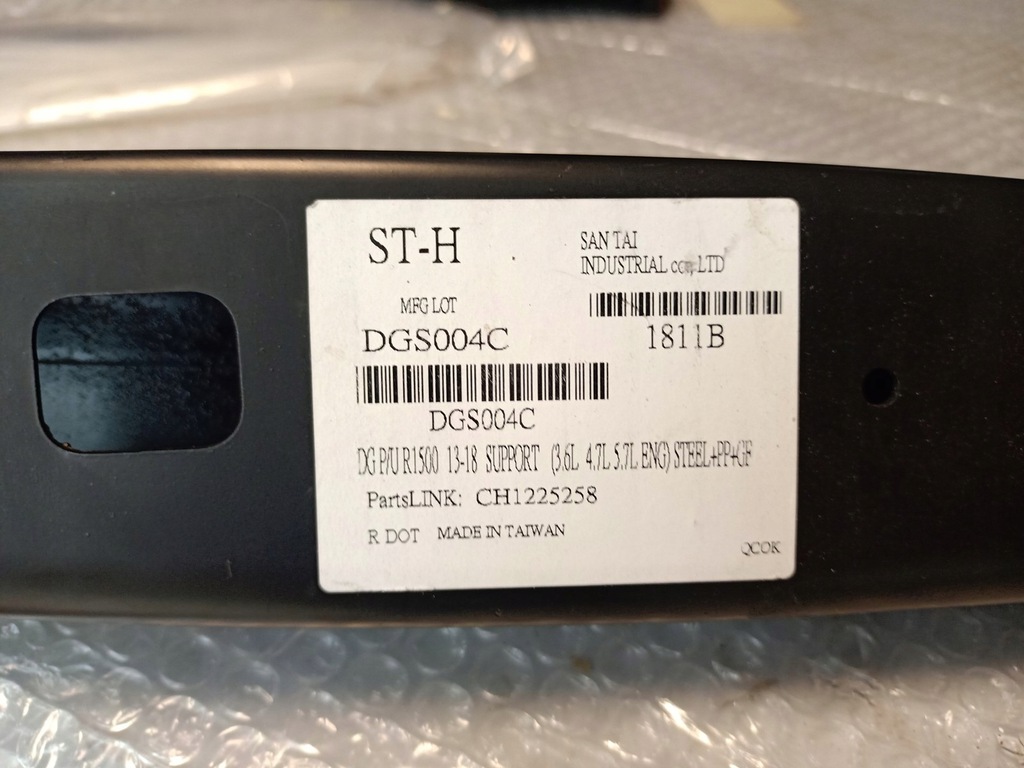 ST-H
SAN TAI
INDUSTRIAL co., LTD
MFG LOT
DGS004C
1811B
DGS004C
DG P/U R1500 13-18 SUPPORT (3.6L 4.7L 5.7L ENG) STEEL+PP+GF
PartsLINK: CH1225258
R DOT MADE IN TAIWAN
QCOK